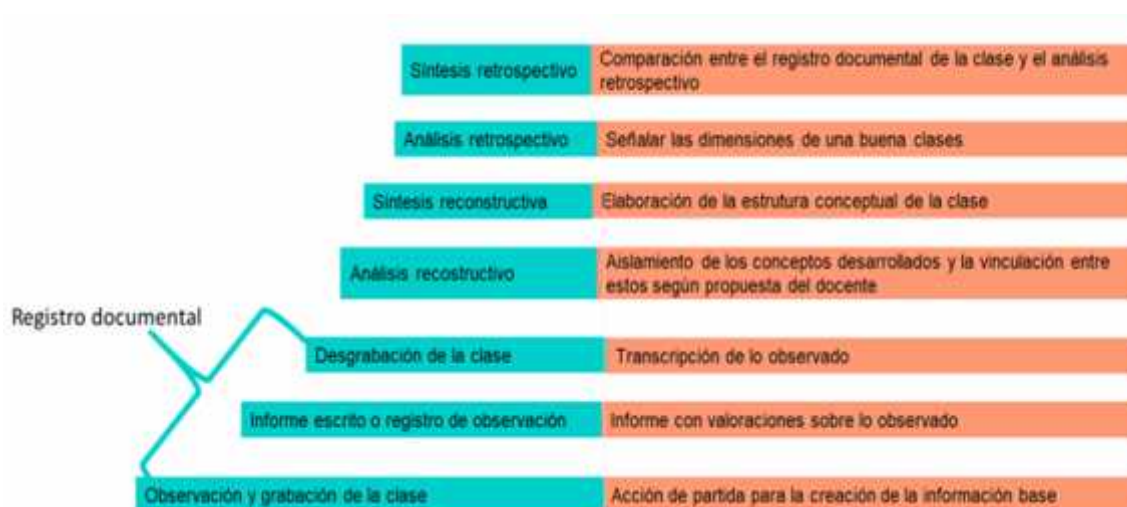 Síntesis retrospectivo
Comparación entre el registro documental de la clase y el análisis
retrospectivo
Análisis retrospectivo
Señalar las dimensiones de una buena clases
Síntesis reconstructiva
Elaboración de la estrutura conceptual de la clase
Análisis recostructivo
Aislamiento de los conceptos desarrollados y la vinculación entre
estos según propuesta del docente
Registro documental
Desgrabación de la clase
Transcripción de lo observado
Informe escrito o registro de observación
Informe con valoraciones sobre lo observado
Observación y grabación de la clase
Acción de partida para la creación de la información base